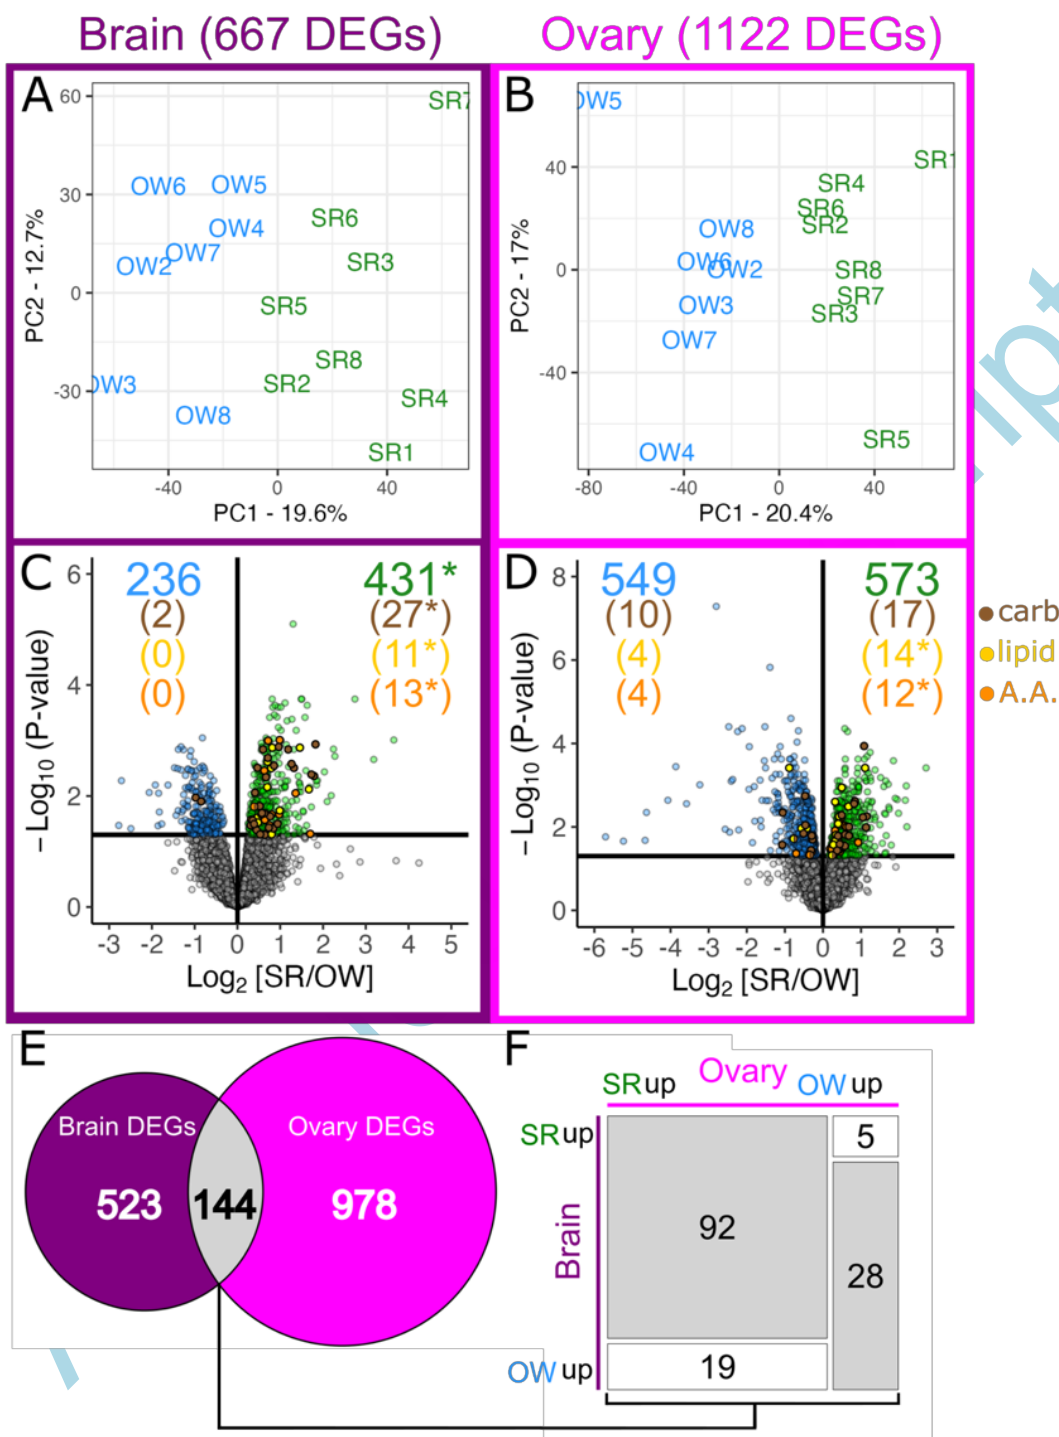 Brain (667 DEGs)
Ovary (1122 DEGs)
A
60
30
0
-30
PC2 - 12.7%
SR7
OW6
OW5
OW4
OW7
OW2
SR6
SR3
SR5
SR8
SR2
OW3
OW8
SR4
SR1
-40
0
40
PC1 - 19.6%
B
40
0
-40
PC2 - 17%
OW5
SR1
SR4
SR6
SR2
OW8
OW6
OW2
SR8
SR7
OW3
SR3
OW7
OW4
SR5
-80
-40
0
40
PC1 - 20.4%
C
236
(2)
(0)
(0)
431*
(27*)
(11*)
(13*)
6
4
2
0
−Log10 (P-value)
-3 -2 -1 0 1 2 3 4 5
Log2 [SR/OW]
D
549
(10)
(4)
(4)
573
(17)
(14*)
(12*)
8
6
4
2
0
−Log10 (P-value)
-6 -5 -4 -3 -2 -1 0 1 2 3
Log2 [SR/OW]
carb
lipid
A.A.
E
Brain DEGs
Ovary DEGs
523
144
978
F
Ovary
SR up
OW up
Brain
SR up
OW up
92
5
28
19